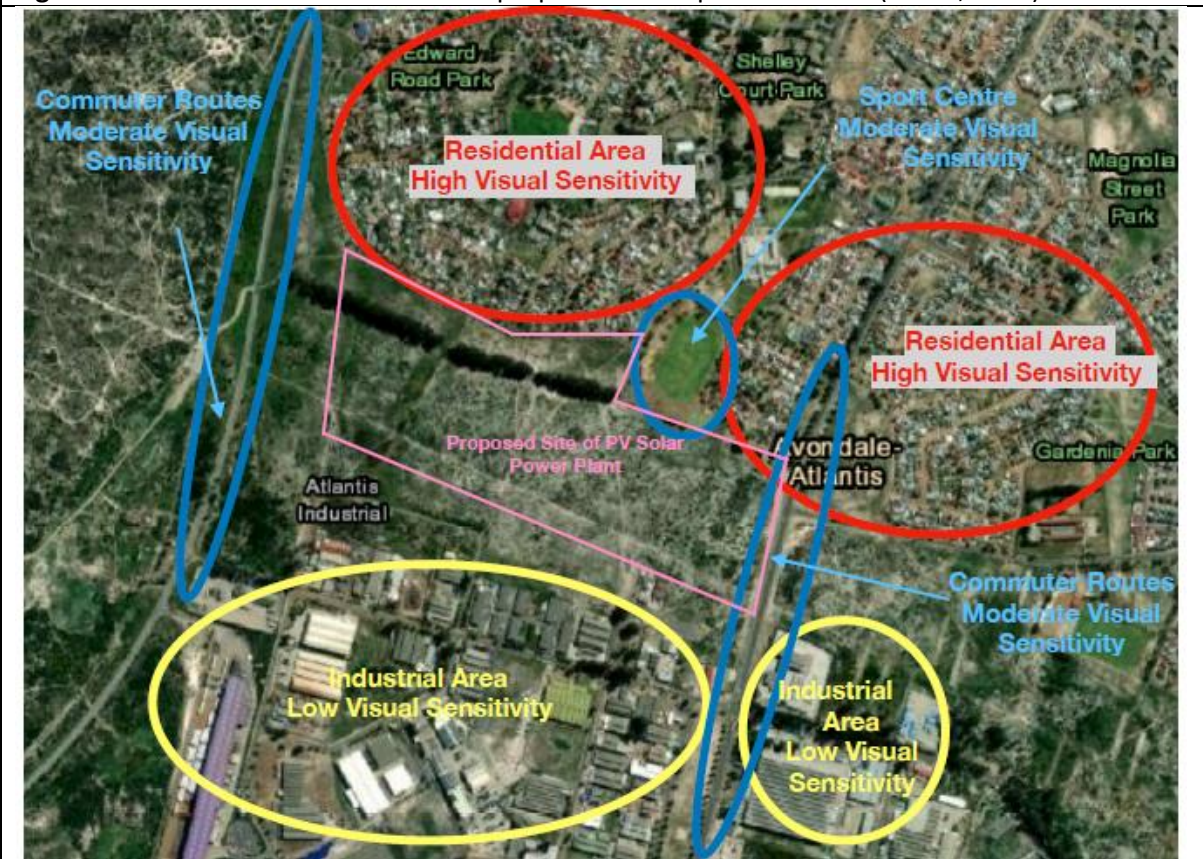 Edward
Road Park
Shelley
Court Park
Commuter Routes
Moderate Visual
Sensitivity
Sport Centre
Moderate Visual
Sensitivity
Residential Area
High Visual Sensitivity
Magnolia
Street
Park
Residential Area
High Visual Sensitivity
Proposed Site of PV Solar
Power Plant
Avondale-
Atlantis
Gardenia Park
Atlantis
Industrial
Commuter Routes
Moderate Visual
Sensitivity
Industrial Area
Low Visual Sensitivity
Industrial
Area
Low Visual
Sensitivity